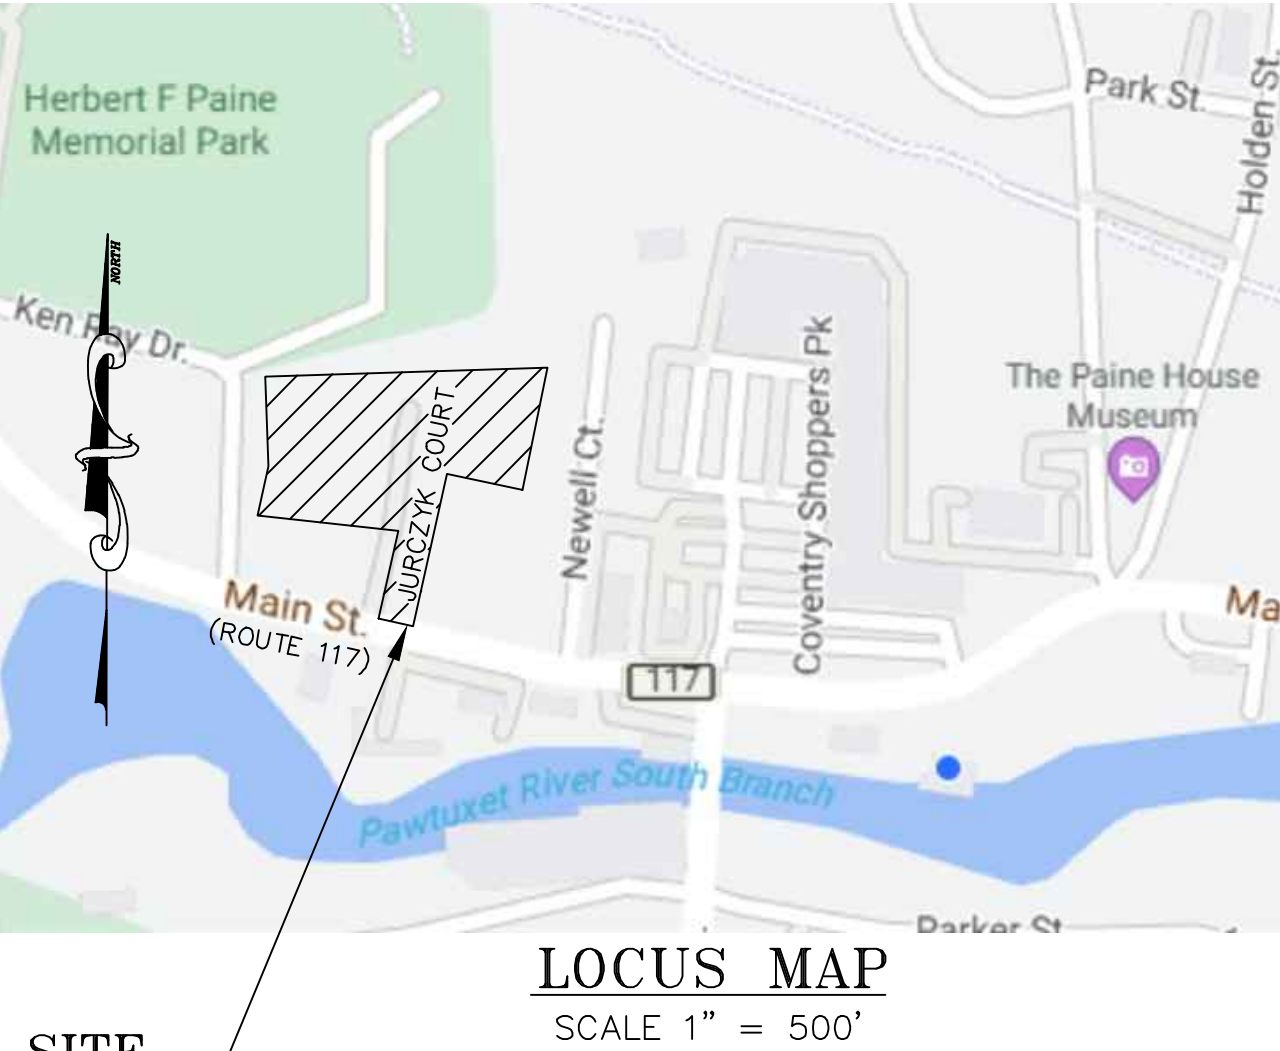 Herbert F Paine
Memorial Park
Park St.
Holden St.
NORTH
Ken Ray Dr.
The Paine House
Museum
JURCZYK COURT
Newell Ct.
Coventry Shoppers Pk
Main St.
(ROUTE 117)
Ma
117
Pawtuxet River South Branch
Parker St
LOCUS MAP
SCALE 1" = 500'
SITE